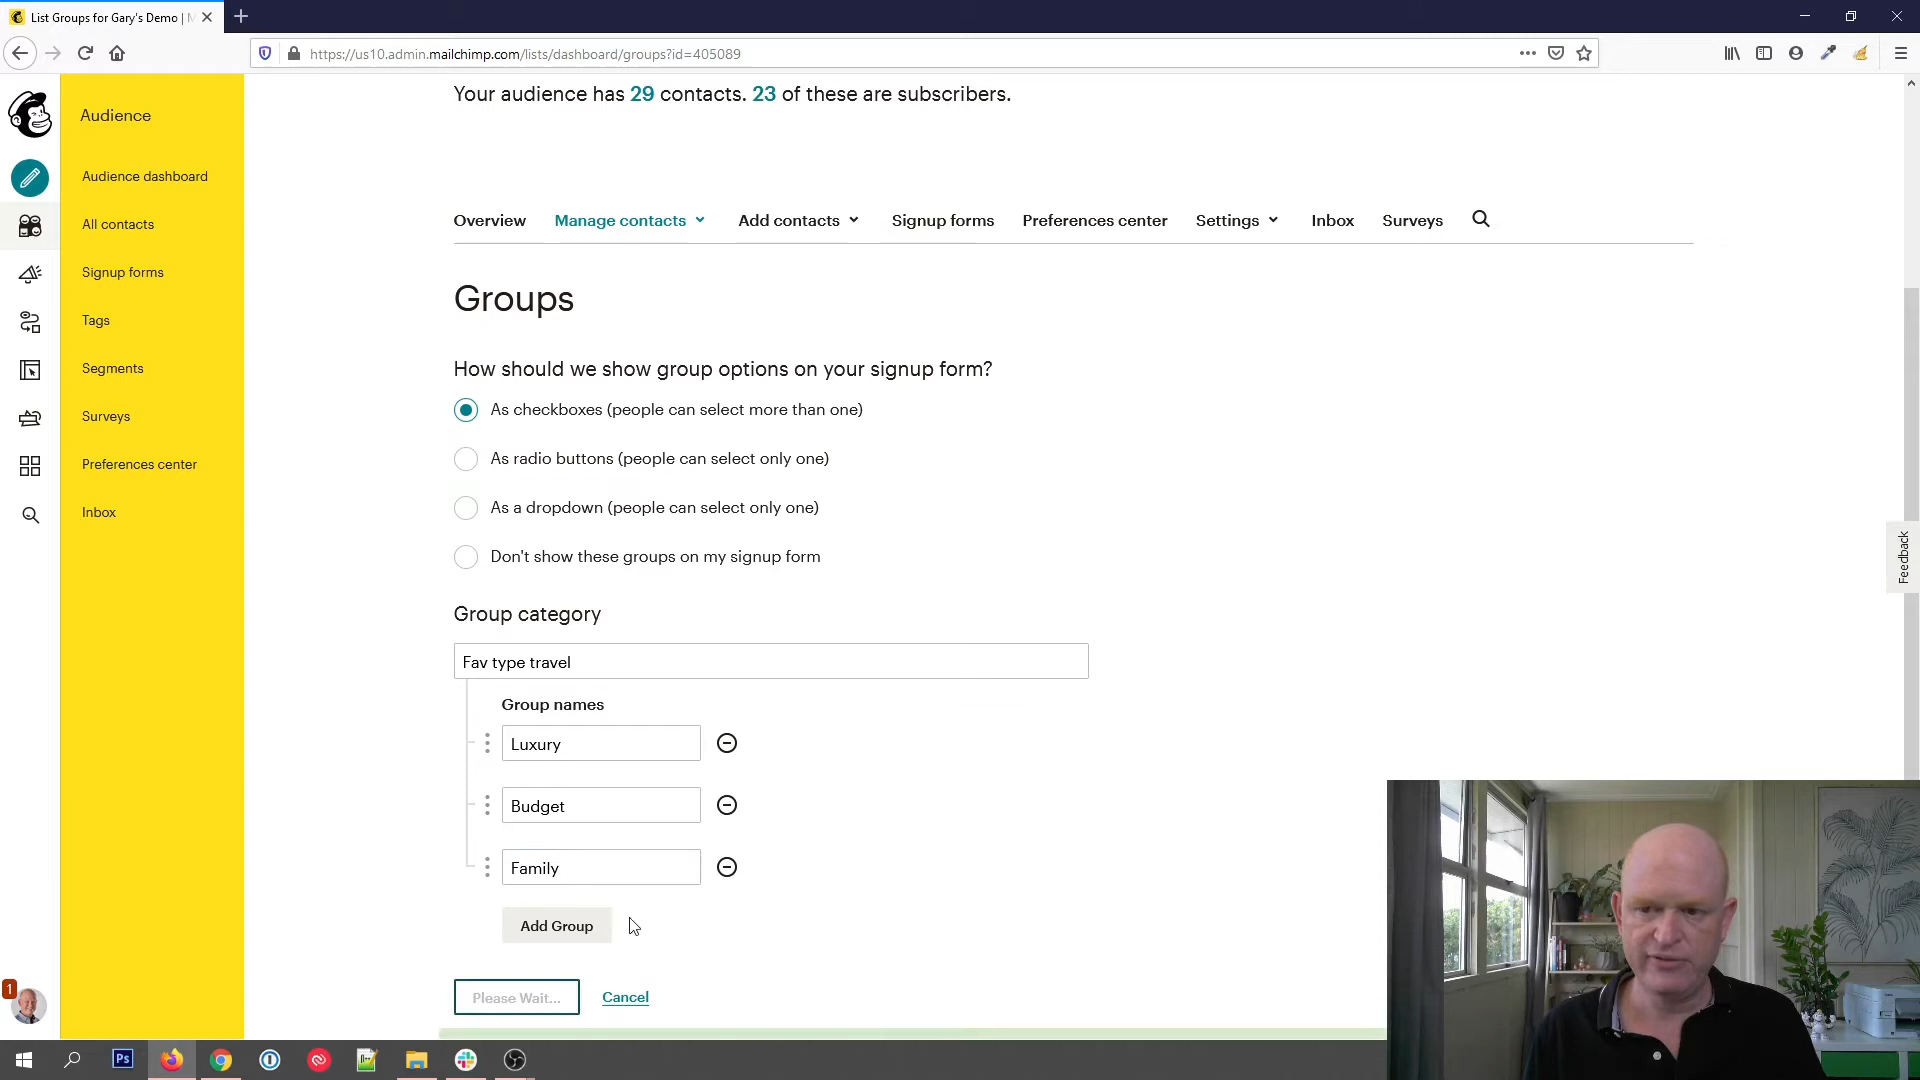 List Groups for Gary's Demo | M
https://us10.admin.mailchimp.com/lists/dashboard/groups?id=405089
Audience
Audience dashboard
All contacts
Signup forms
Tags
Segments
Surveys
Preferences center
Inbox
Your audience has 29 contacts. 23 of these are subscribers.
Overview Manage contacts Add contacts Signup forms Preferences center Settings Inbox Surveys
Groups
How should we show group options on your signup form?
As checkboxes (people can select more than one)
As radio buttons (people can select only one)
As a dropdown (people can select only one)
Don't show these groups on my signup form
Group category
Fav type travel
Group names
Luxury
Budget
Family
Add Group
Please Wait... Cancel
Feedback
1
Ps